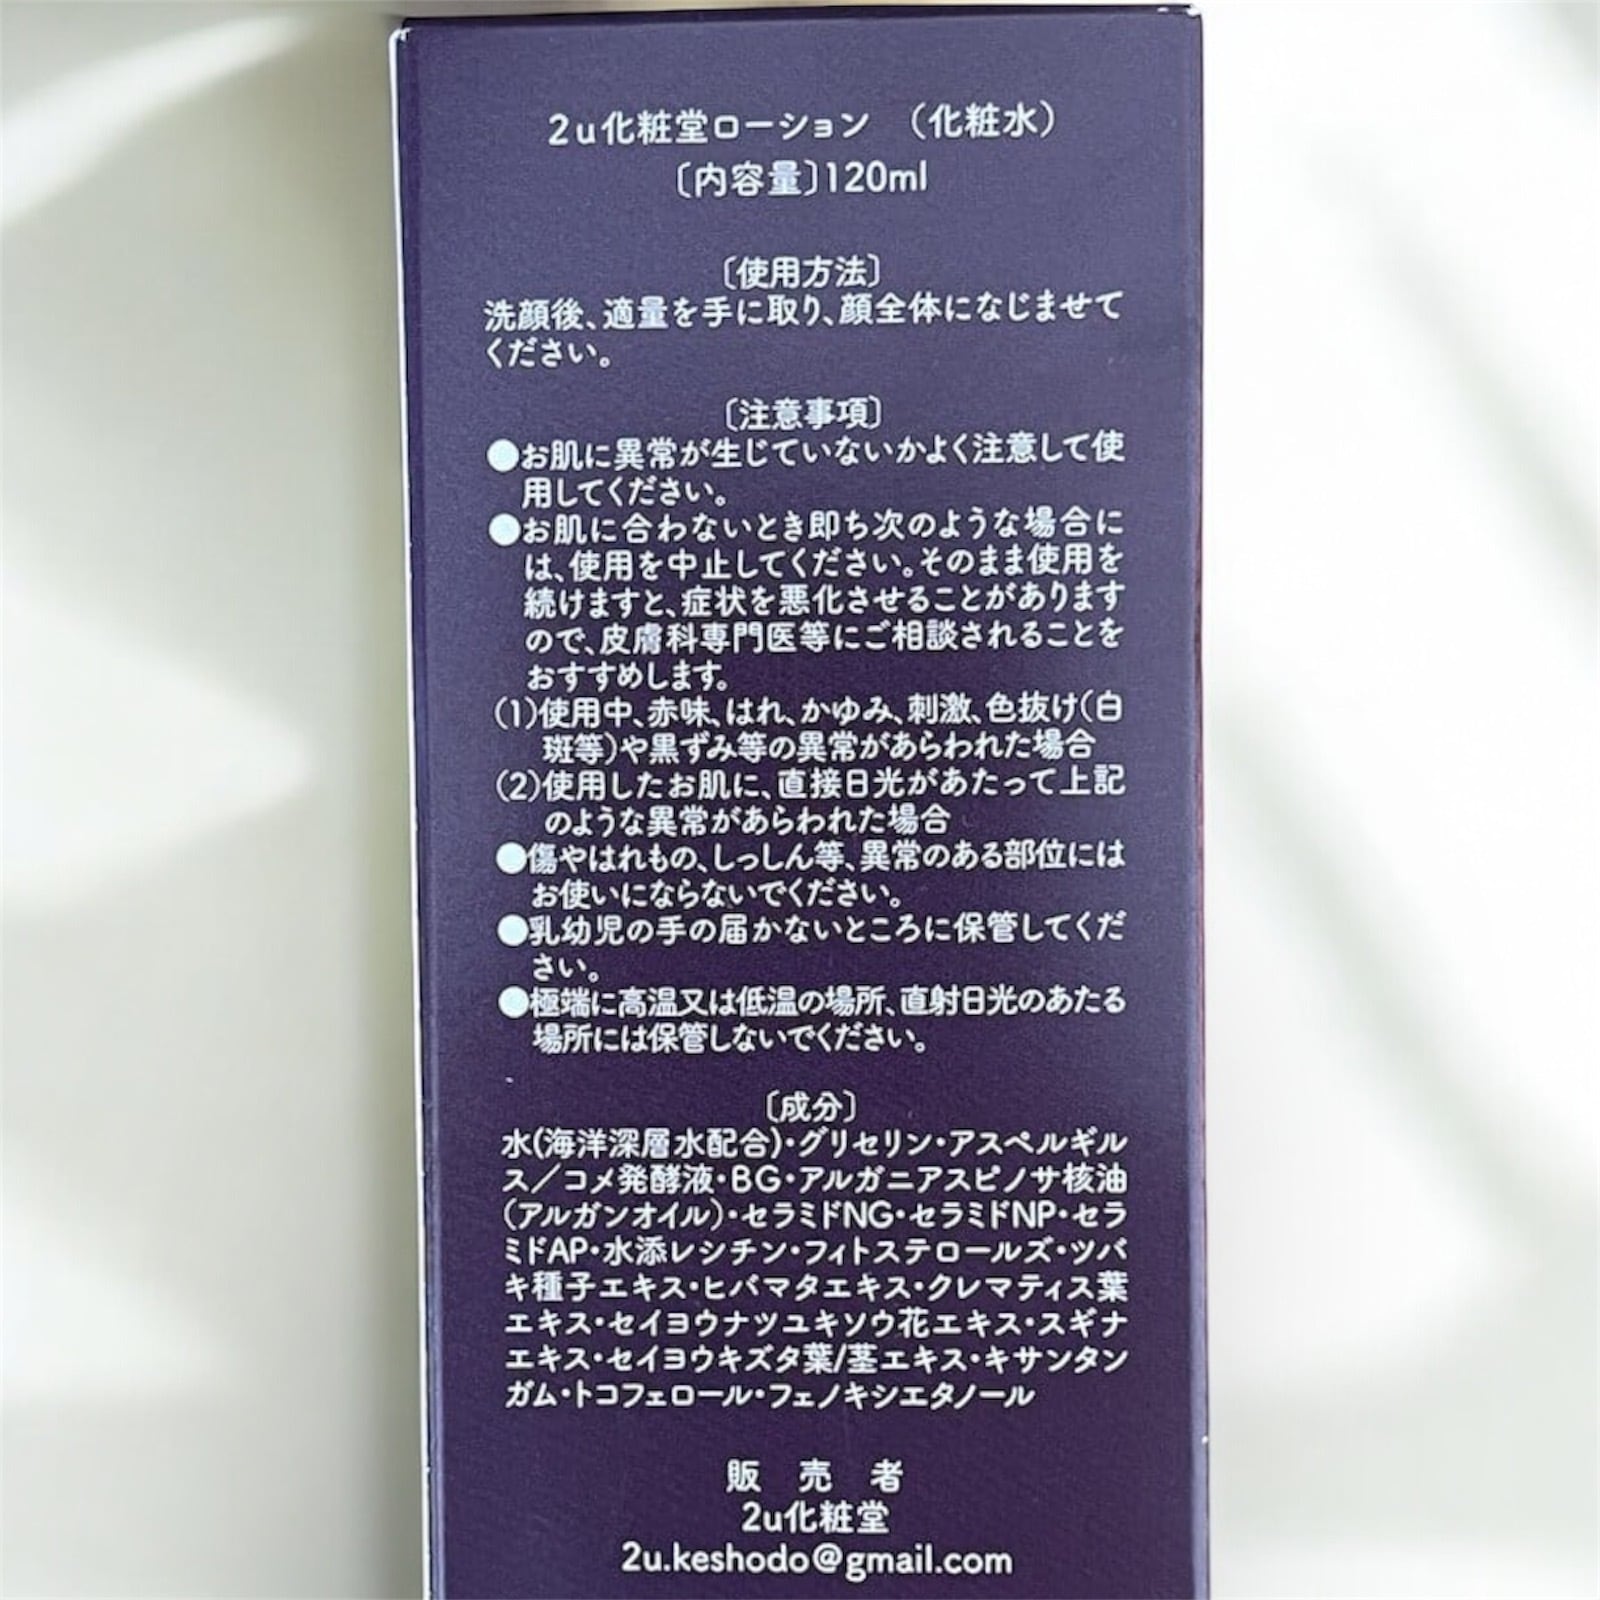 2u化粧堂ローション （化粧水）
〔内容量〕120ml
〔使用方法〕
洗顔後、適量を手に取り、顔全体になじませて
ください。
〔注意事項〕
●お肌に異常が生じていないかよく注意して使
用してください。
●お肌に合わないとき即ち次のような場合に
は、使用を中止してください。そのまま使用を
続けますと、症状を悪化させることがあります
ので、皮膚科専門医等にご相談されることを
おすすめします。
(1)使用中、赤味、はれ、かゆみ、刺激、色抜け(白
斑等)や黒ずみ等の異常があらわれた場合
(2)使用したお肌に、直接日光があたって上記
のような異常があらわれた場合
●傷やはれもの、しっしん等、異常のある部位には
お使いにならないでください。
●乳幼児の手の届かないところに保管してくだ
さい。
●極端に高温又は低温の場所、直射日光のあたる
場所には保管しないでください。
〔成分〕
水(海洋深層水配合)・グリセリン・アスペルギル
ス／コメ発酵液・BG・アルガニアスピノサ核油
(アルガンオイル)・セラミドNG・セラミドNP・セラ
ミドAP・水添レシチン・フィトステロールズ・ツバ
キ種子エキス・ヒバマタエキス・クレマティス葉
エキス・セイヨウナツユキソウ花エキス・スギナ
エキス・セイヨウキズタ葉/茎エキス・キサンタン
ガム・トコフェロール・フェノキシエタノール
販 売 者
2u化粧堂
2u.keshodo@gmail.com